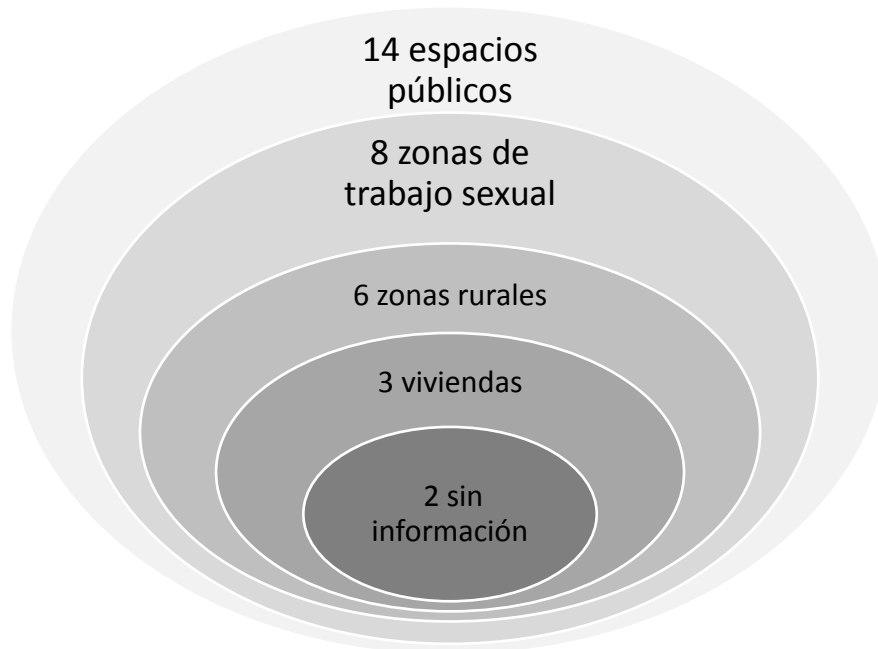 14 espacios
públicos
8 zonas de
trabajo sexual
6 zonas rurales
3 viviendas
2 sin
información